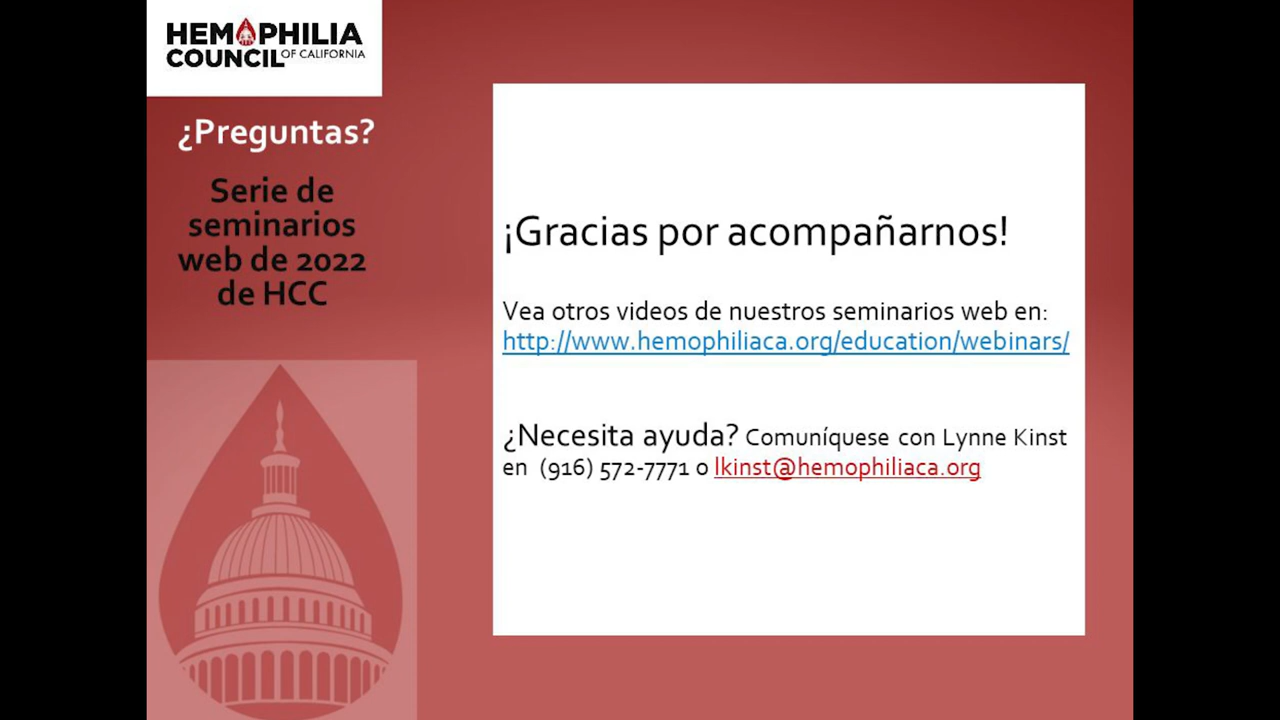 HEMOPHILIA
COUNCIL OF CALIFORNIA
¿Preguntas?
Serie de
seminarios
web de 2022
de HCC
¡Gracias por acompañarnos!
Vea otros videos de nuestros seminarios web en:
http://www.hemophiliaca.org/education/webinars/
¿Necesita ayuda? Comuníquese con Lynne Kinst
en (916) 572-7771 o lkinst@hemophiliaca.org